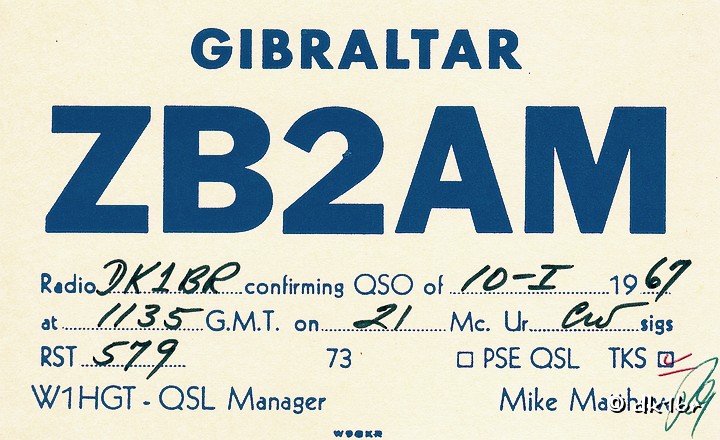 GIBRALTAR
ZB2AM
Radio DK1BR confirming QSO of 10-I 1967
at 1135 G.M.T. on 21 Mc. Ur CW sigs
RST 579 73 PSE QSL TKS
W1HGT - QSL Manager Mike
W9GKR